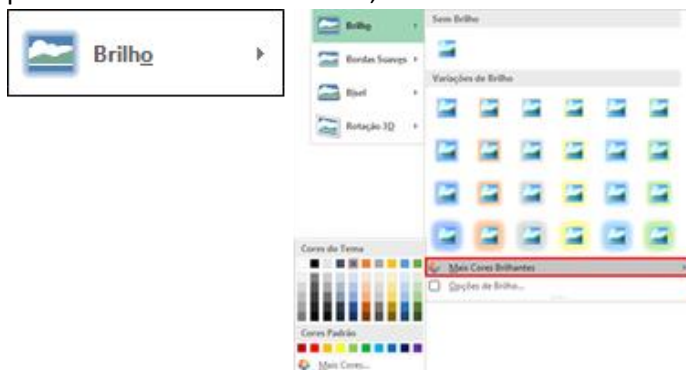 Brilho
Brilho
Bordas Suaves
Bisel
Rotação 3D
Sem Brilho
Variações de Brilho
Mais Cores Brilhantes
Opções de Brilho...
Cores do Tema
Cores Padrão
Mais Cores...